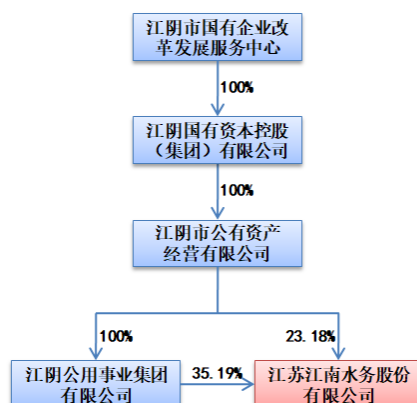 江阴市国有企业改
革发展服务中心
100%
江阴国有资本控股
（集团）有限公司
100%
江阴市公有资产
经营有限公司
100%
23.18%
江阴公用事业集团
有限公司
35.19%
江苏江南水务股份
有限公司